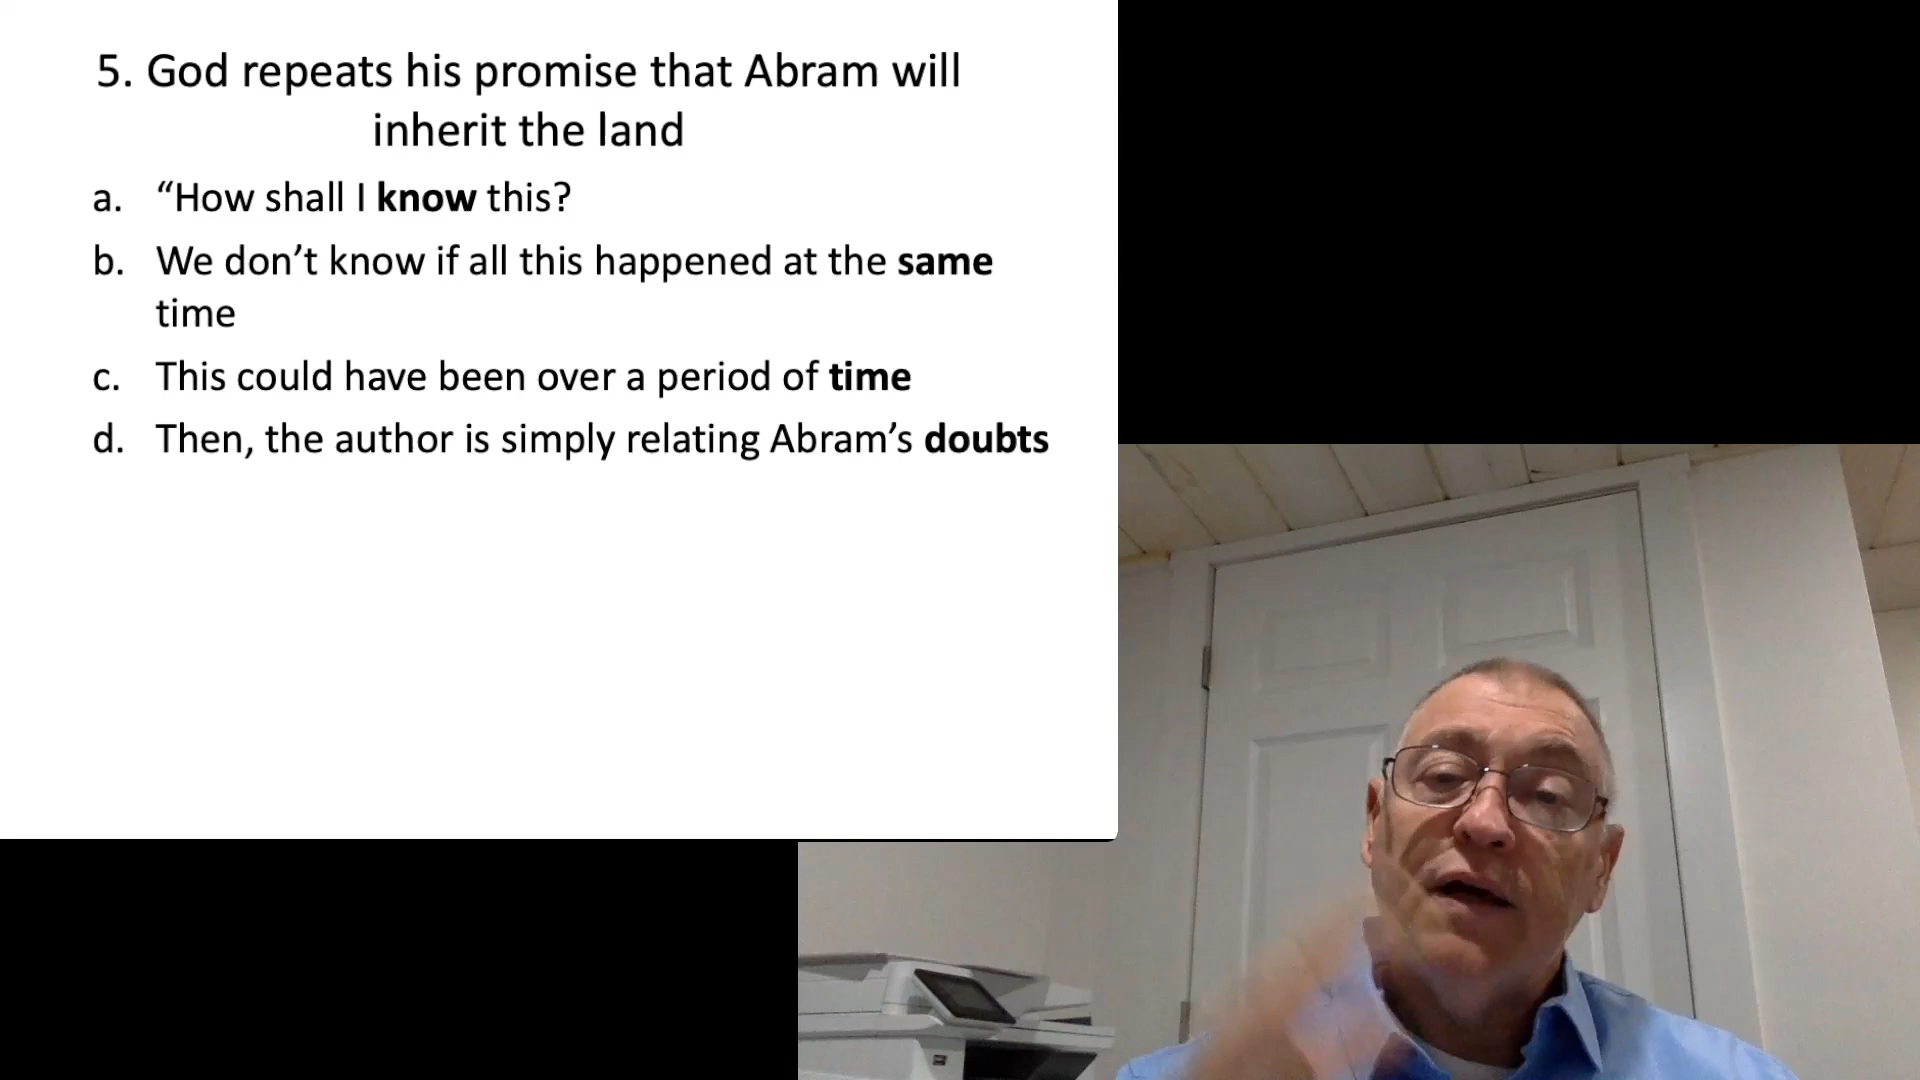 5. God repeats his promise that Abram will
inherit the land
a. “How shall I know this?
b. We don’t know if all this happened at the same
time
c. This could have been over a period of time
d. Then, the author is simply relating Abram’s doubts